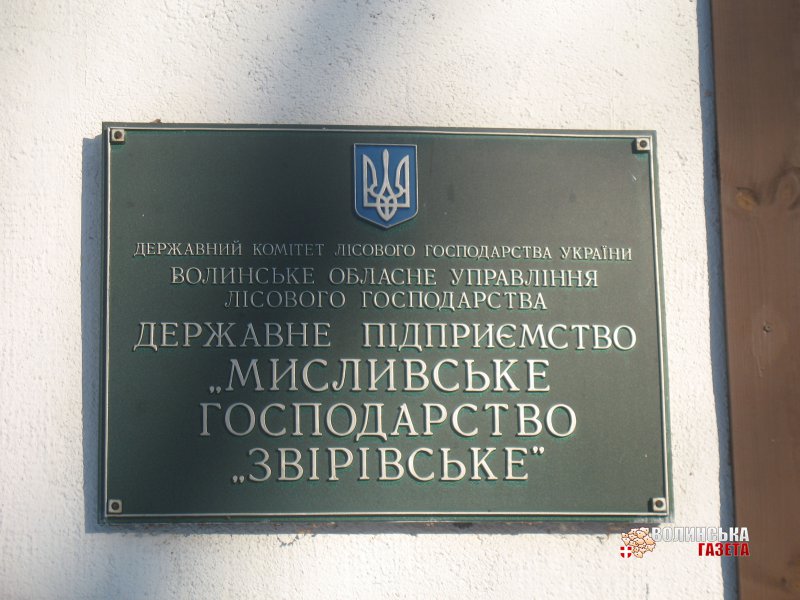 ДЕРЖАВНИЙ КОМІТЕТ ЛІСОВОГО ГОСПОДАРСТВА УКРАЇНИ
ВОЛИНСЬКЕ ОБЛАСНЕ УПРАВЛІННЯ
ЛІСОВОГО ГОСПОДАРСТВА
ДЕРЖАВНЕ ПІДПРИЄМСТВО
„МИСЛИВСЬКЕ
ГОСПОДАРСТВО
„ЗВІРІВСЬКЕ”
ВОЛИНСЬКА
ГАЗЕТА